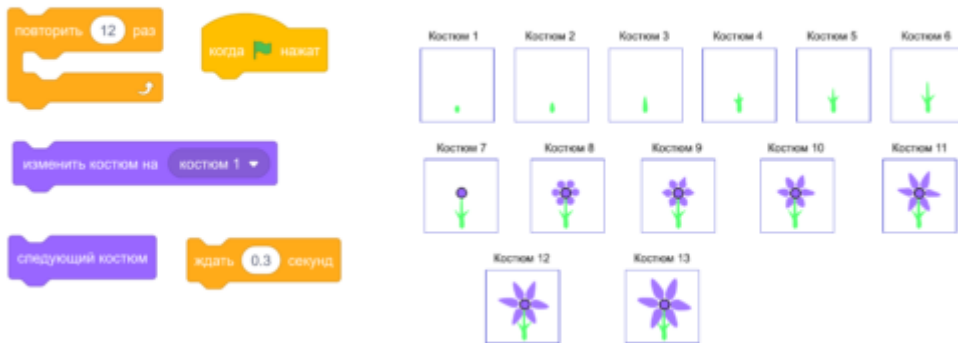 повторить 12 раз
когда нажат
изменить костюм на костюм 1
следующий костюм
ждать 0.3 секунд
Костюм 1 Костюм 2 Костюм 3 Костюм 4 Костюм 5 Костюм 6
Костюм 7 Костюм 8 Костюм 9 Костюм 10 Костюм 11
Костюм 12 Костюм 13